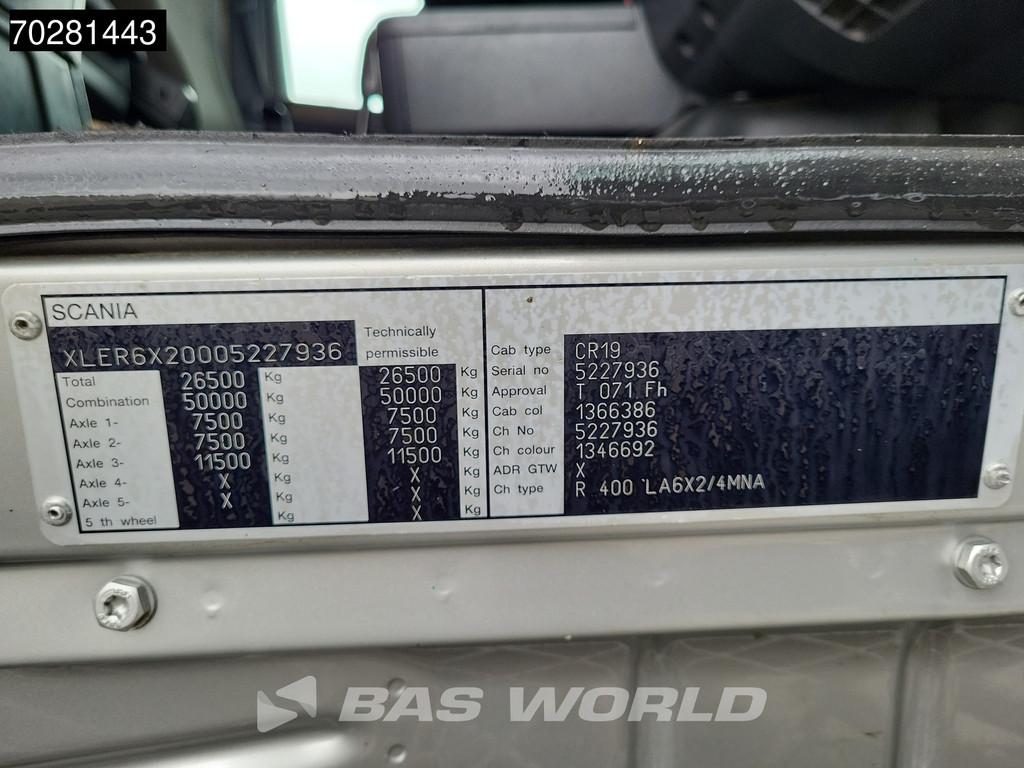 70281443
SCANIA
XLER6X20005227936
Technically
permissible
Total 26500 Kg 26500 Kg
Combination 50000 Kg 50000 Kg
Axle 1- 7500 Kg 7500 Kg
Axle 2- 7500 Kg 7500 Kg
Axle 3- 11500 Kg 11500 Kg
Axle 4- X Kg X Kg
Axle 5- X Kg X Kg
5 th wheel Kg X Kg
Cab type CR19
Serial no 5227936
Approval T 071 Fh
Cab col 1366386
Ch No 5227936
Ch colour 1346692
ADR GTW X
Ch type R 400 LA6X2/4MNA
BAS WORLD